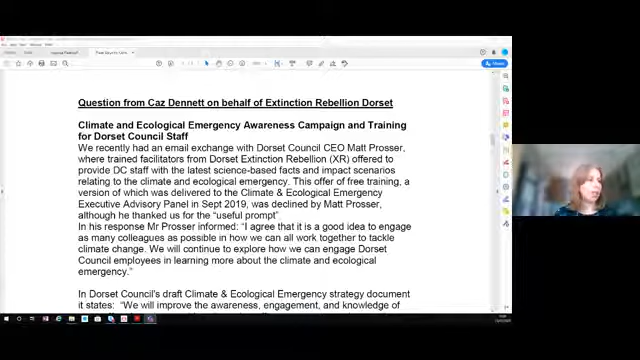 Question from Caz Dennett on behalf of Extinction Rebellion Dorset
Climate and Ecological Emergency Awareness Campaign and Training
for Dorset Council Staff
We recently had an email exchange with Dorset Council CEO Matt Prosser,
where trained facilitators from Dorset Extinction Rebellion (XR) offered to
provide DC staff with the latest science-based facts and impact scenarios
relating to the climate and ecological emergency. This offer of free training, a
version of which was delivered to the Climate & Ecological Emergency
Executive Advisory Panel in Sept 2019, was declined by Matt Prosser,
although he thanked us for the “useful prompt”
In his response Mr Prosser informed: “I agree that it is a good idea to engage
as many colleagues as possible in how we can all work together to tackle
climate change. We will continue to explore how we can engage Dorset
Council employees in learning more about the climate and ecological
emergency.”
In Dorset Council’s draft Climate & Ecological Emergency strategy document
it states: “We will improve the awareness, engagement, and knowledge of